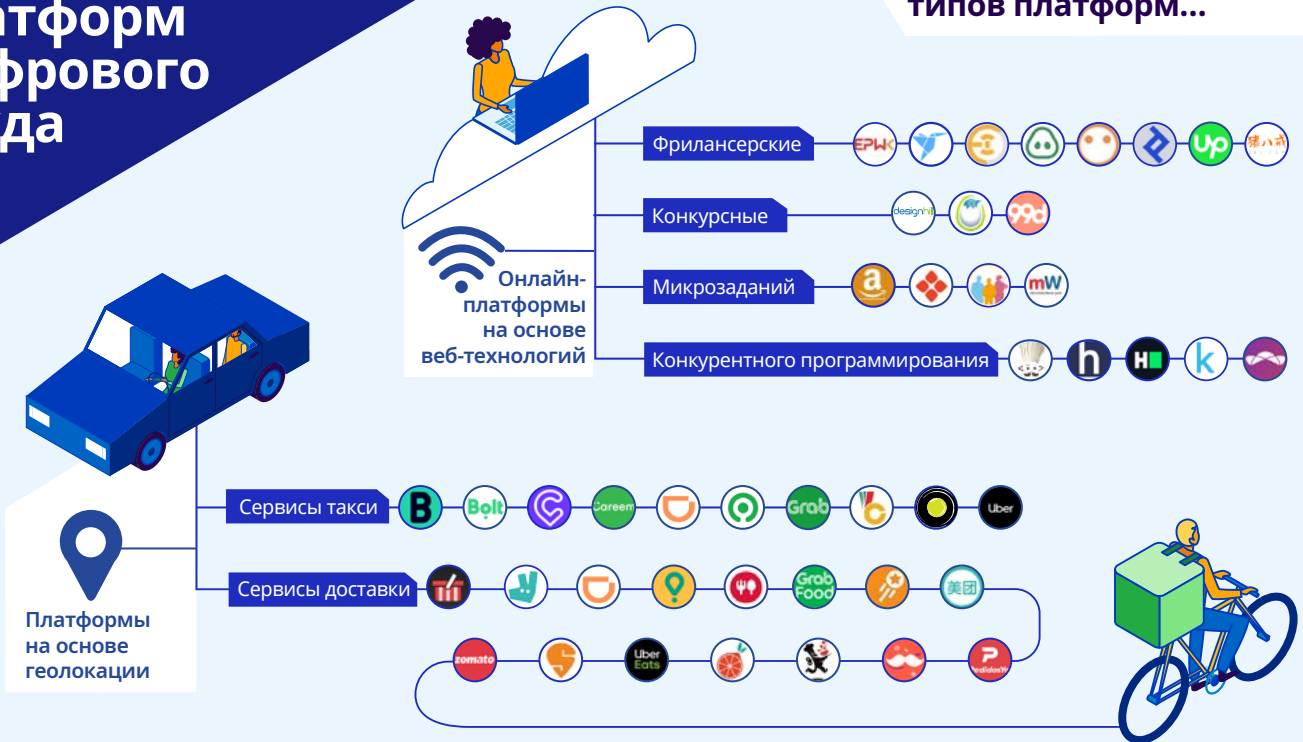 атформ
фрового
да
типов платформ...
Фрилансерские
EPWK
Up
Конкурсные
designhill
99d
Онлайн-
платформы
на основе
веб-технологий
Микрозаданий
a
mW
Конкурентного программирования
h
H
k
Сервисы такси
B
Bolt
Careem
Grab
Uber
Сервисы доставки
Grab
Food
美团
Платформы
на основе
геолокации
zomato
Uber
Eats
P